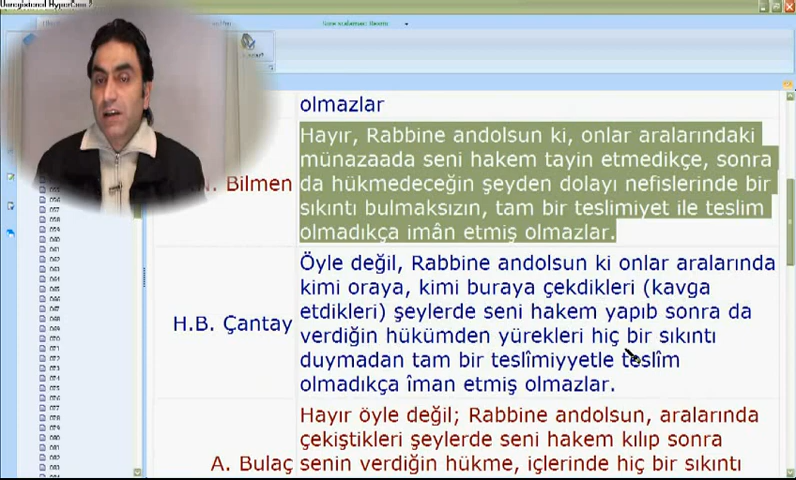 olmazlar
Hayır, Rabbine andolsun ki, onlar aralarındaki
münazaada seni hakem tayin etmedikçe, sonra
Bilmen da hükmedeceğin şeyden dolayı nefislerinde bir
sıkıntı bulmaksızın, tam bir teslimiyet ile teslim
olmadıkça imân etmiş olmazlar.
Öyle değil, Rabbine andolsun ki onlar aralarında
kimi oraya, kimi buraya çekdikleri (kavga
etdikleri) şeylerde seni hakem yapıb sonra da
H.B. Çantay verdiğin hükümden yürekleri hiç bir sıkıntı
duymadan tam bir teslîmiyyetle teslîm
olmadıkça îman etmiş olmazlar.
Hayır öyle değil; Rabbine andolsun, aralarında
çekiştikleri şeylerde seni hakem kılıp sonra
A. Bulaç senin verdiğin hükme, içlerinde hiç bir sıkıntı